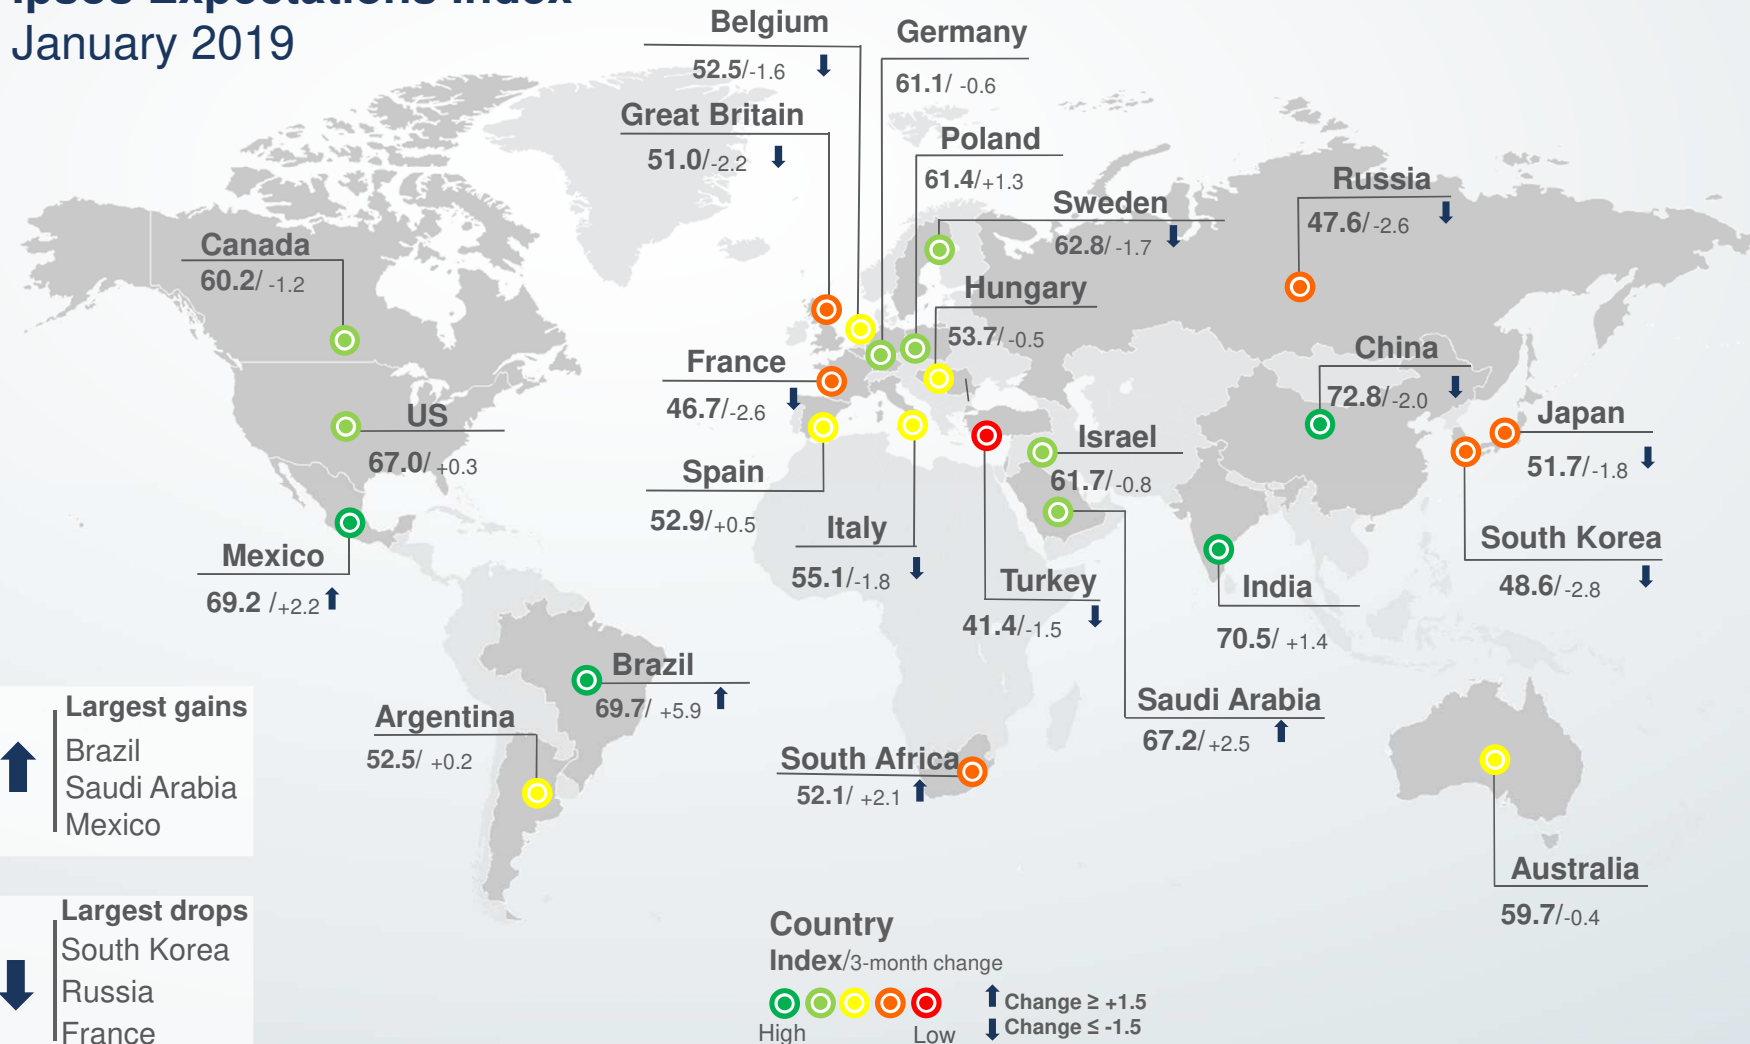 Ipsos Expectations Index
January 2019
Belgium
52.5/-1.6
Germany
61.1/ -0.6
Great Britain
51.0/-2.2
Poland
61.4/+1.3
Sweden
62.8/ -1.7
Russia
47.6/-2.6
Canada
60.2/ -1.2
Hungary
53.7/-0.5
France
46.7/-2.6
China
72.8/-2.0
US
67.0/ +0.3
Israel
61.7/-0.8
Japan
51.7/-1.8
Spain
52.9/+0.5
Italy
55.1/-1.8
South Korea
48.6/-2.8
Mexico
69.2 /+2.2
Turkey
41.4/-1.5
India
70.5/ +1.4
Brazil
69.7/ +5.9
Argentina
52.5/ +0.2
Saudi Arabia
67.2/+2.5
South Africa
52.1/ +2.1
Australia
59.7/-0.4
Largest gains
Brazil
Saudi Arabia
Mexico
Largest drops
South Korea
Russia
France
Country
Index/3-month change
High
Low
Change ≥ +1.5
Change ≤ -1.5